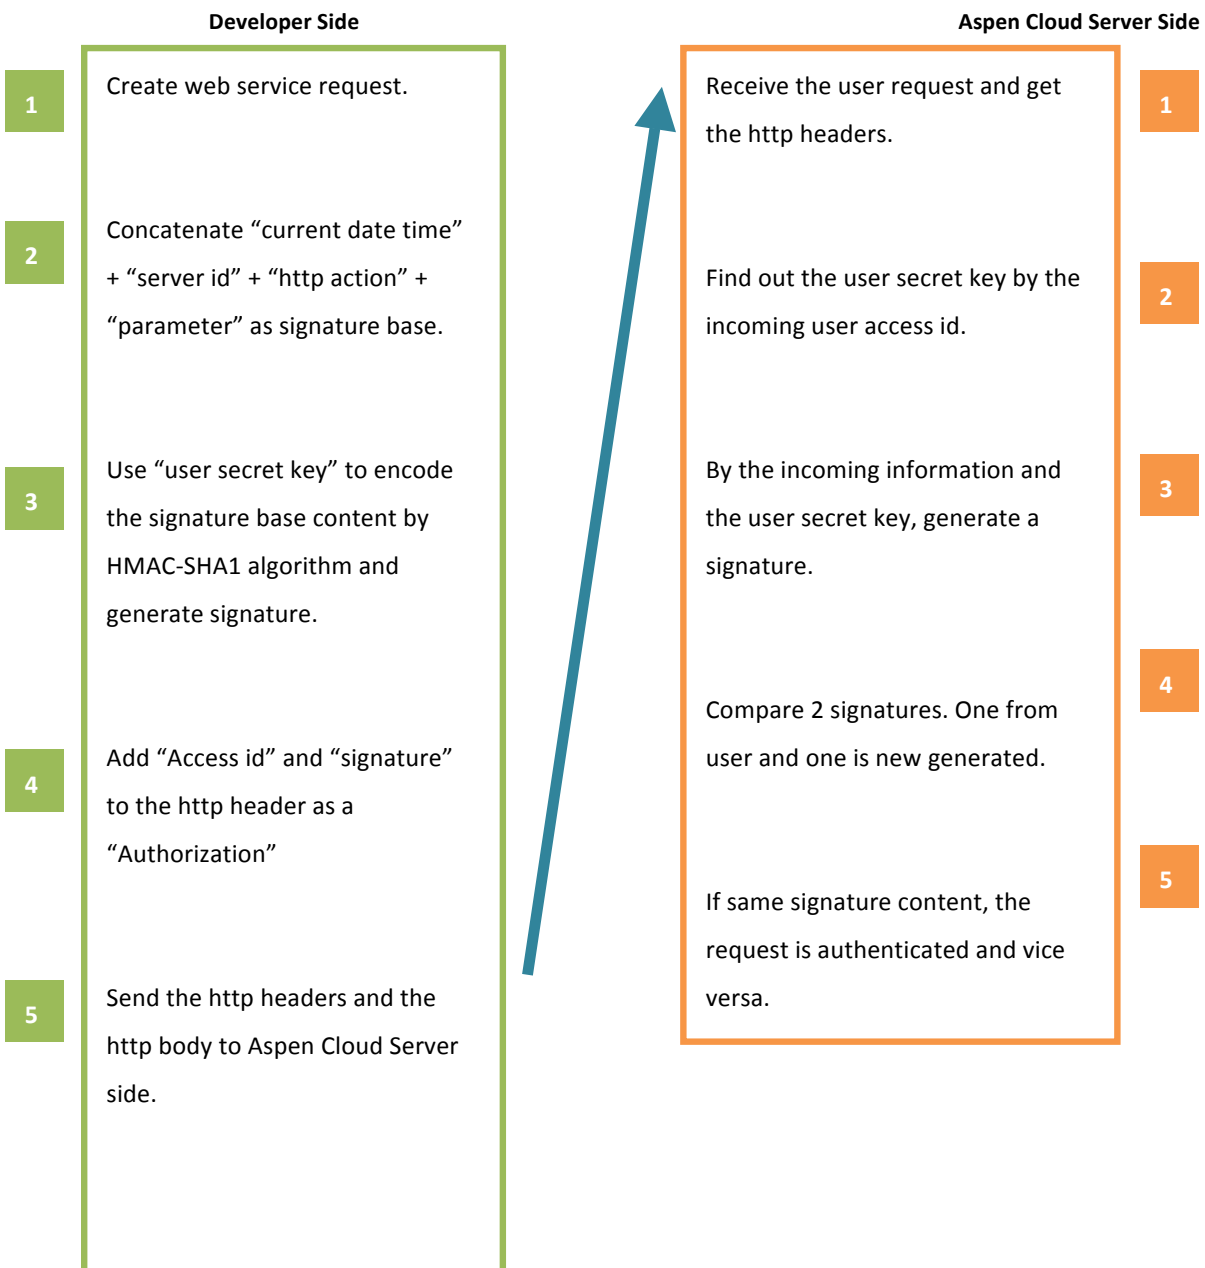 Developer Side
1
Create web service request.
2
Concatenate “current date time”
+ “server id” + “http action” +
“parameter” as signature base.
3
Use “user secret key” to encode
the signature base content by
HMAC-SHA1 algorithm and
generate signature.
4
Add “Access id” and “signature”
to the http header as a
“Authorization”
5
Send the http headers and the
http body to Aspen Cloud Server
side.
Aspen Cloud Server Side
Receive the user request and get
the http headers.
1
Find out the user secret key by the
incoming user access id.
2
By the incoming information and
the user secret key, generate a
signature.
3
Compare 2 signatures. One from
user and one is new generated.
4
If same signature content, the
request is authenticated and vice
versa.
5